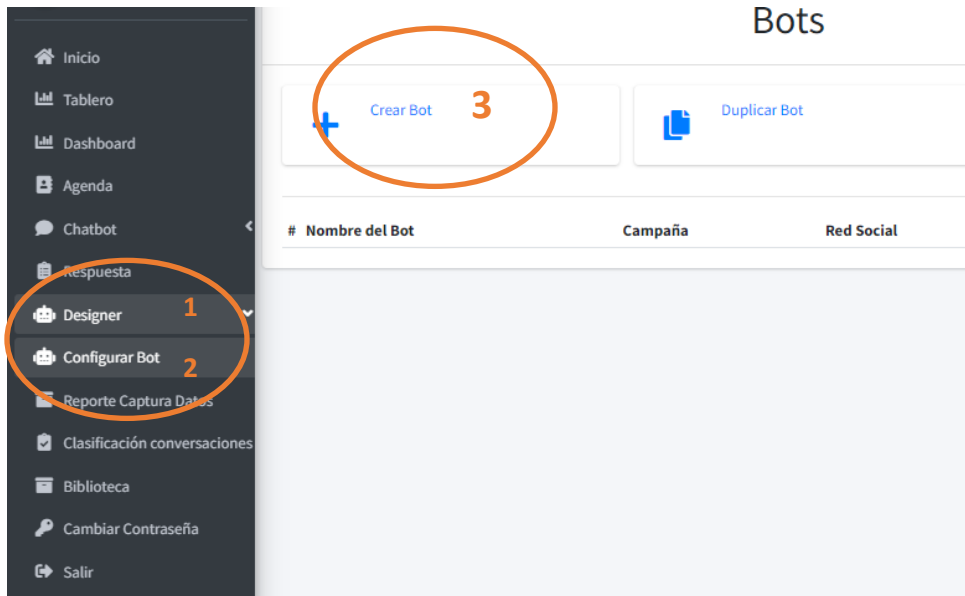 Bots
Inicio
Tablero
Dashboard
Agenda
Chatbot
Respuesta
Designer 1
Configurar Bot 2
Reporte Captura Datos
Clasificación conversaciones
Biblioteca
Cambiar Contraseña
Salir
Crear Bot 3
Duplicar Bot
# Nombre del Bot Campaña Red Social